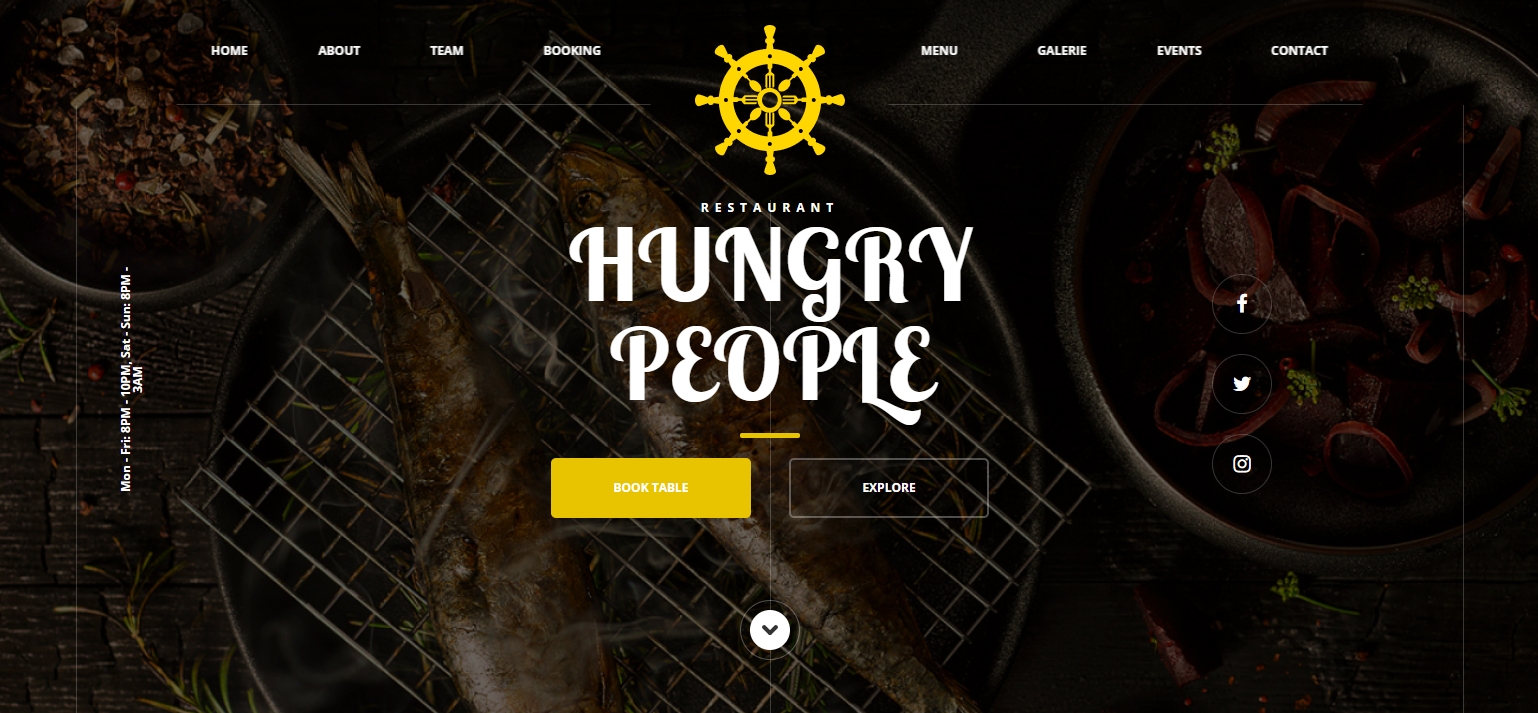 HOME
ABOUT
TEAM
BOOKING
MENU
GALERIE
EVENTS
CONTACT
RESTAURANT
HUNGRY
PEOPLE
Mon - Fri: 8PM - 10PM, Sat - Sun: 8PM -
3AM
BOOK TABLE
EXPLORE